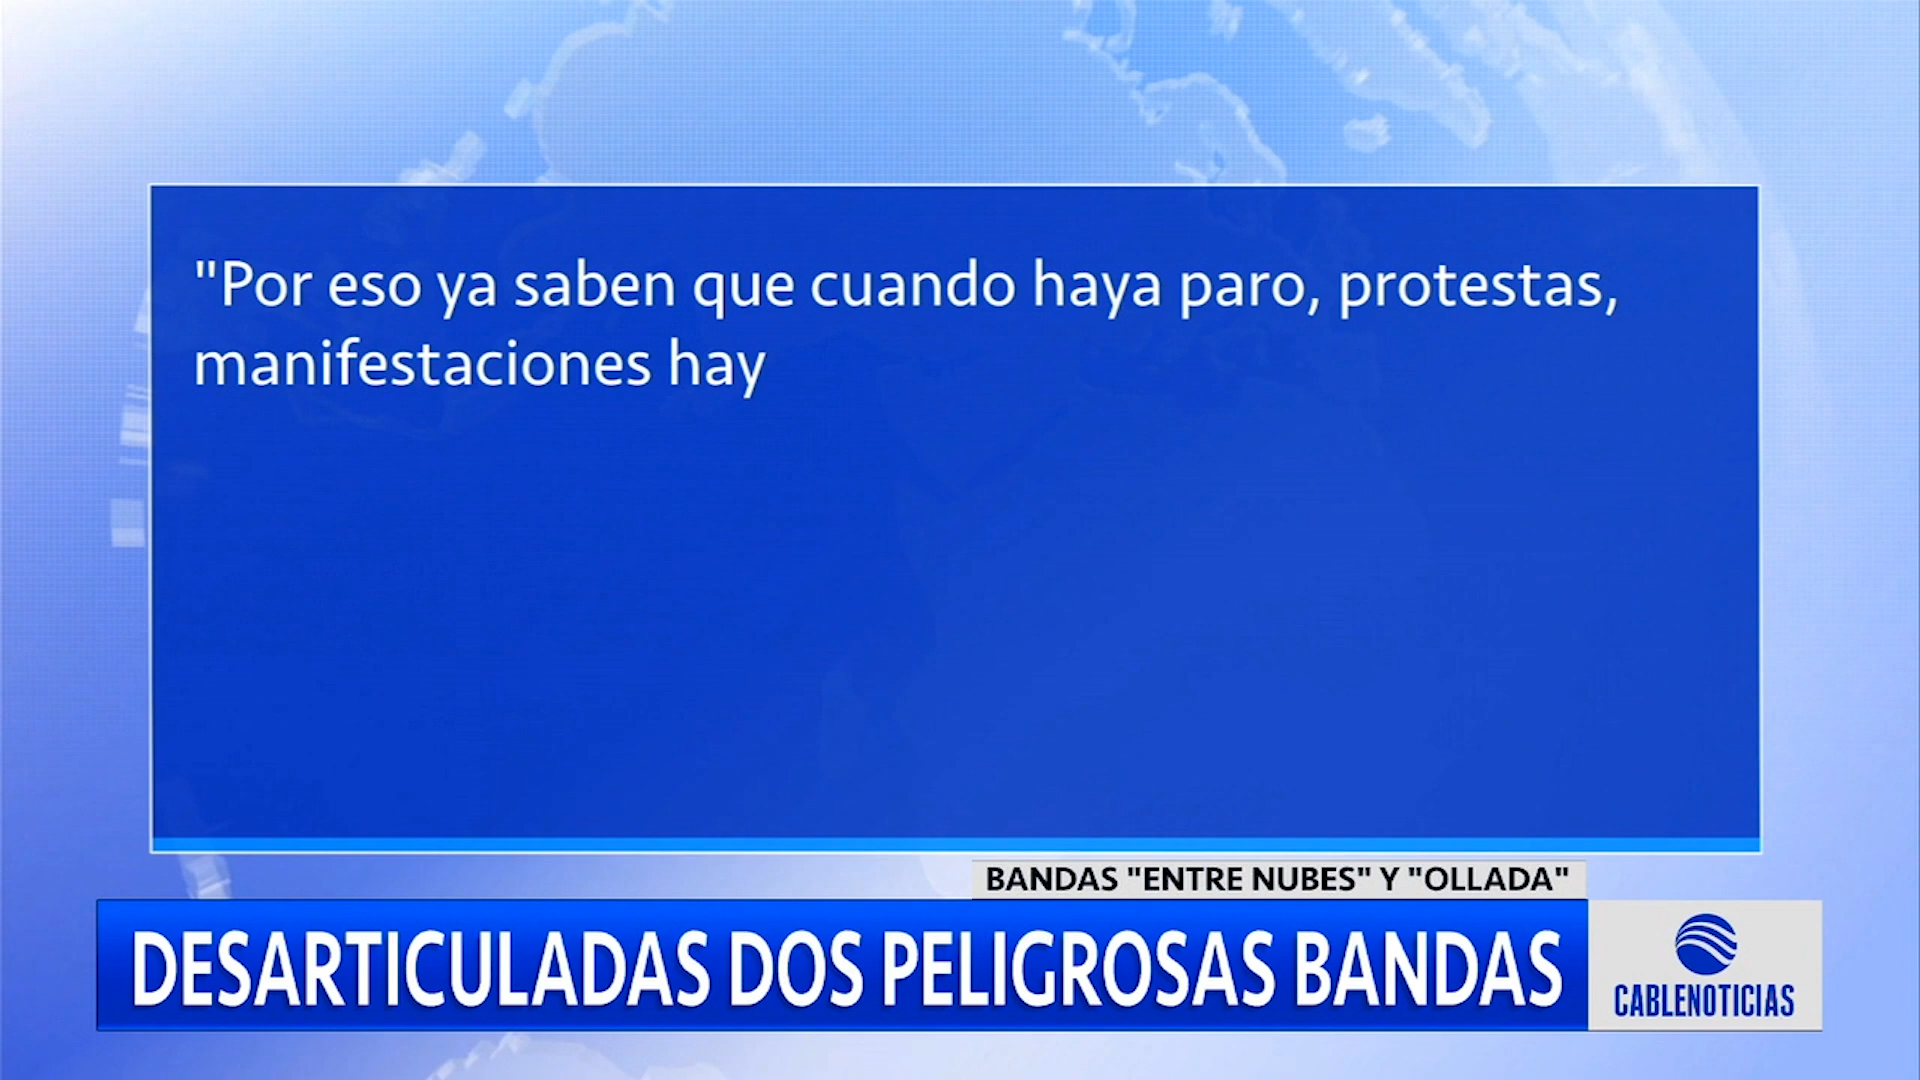 "Por eso ya saben que cuando haya paro, protestas,
manifestaciones hay
BANDAS "ENTRE NUBES" Y "OLLADA"
DESARTICULADAS DOS PELIGROSAS BANDAS
CABLENOTICIAS